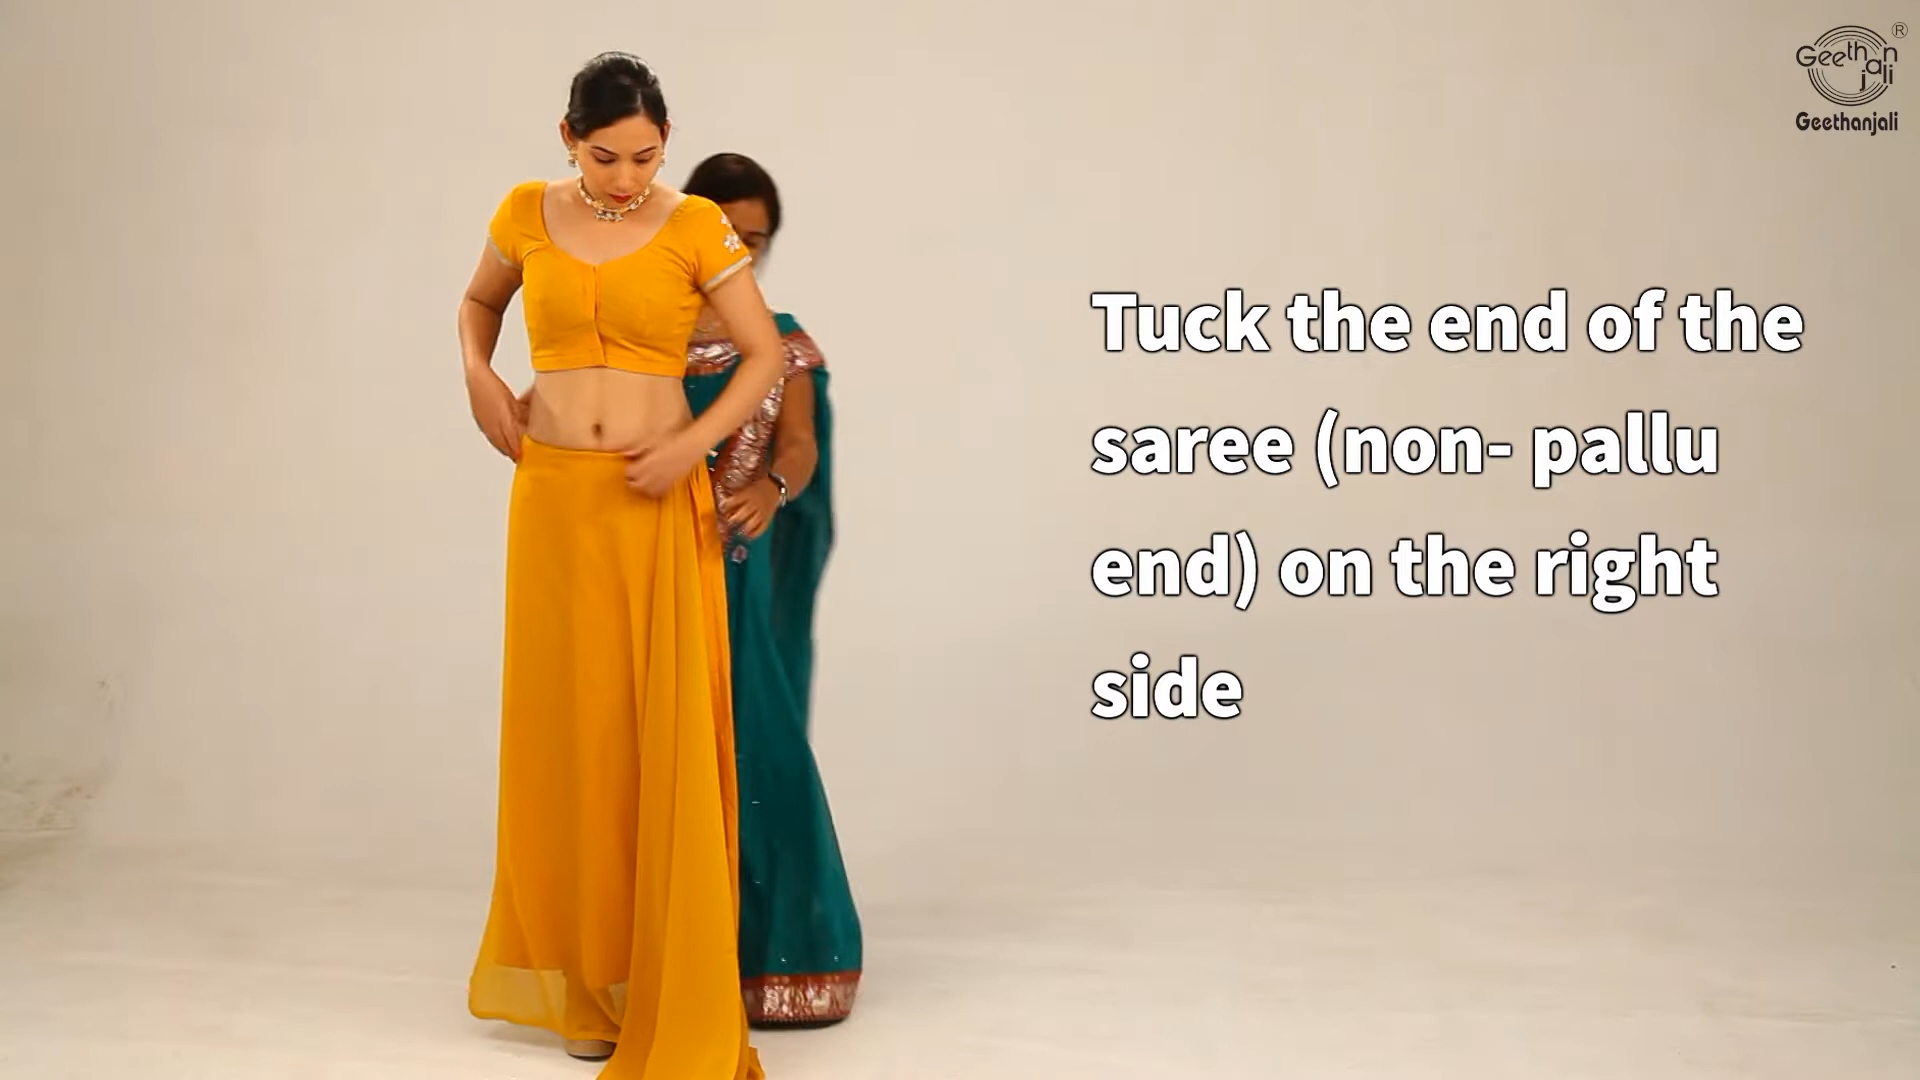 Geethanjali ®
Geethanjali
Tuck the end of the
saree (non- pallu
end) on the right
side